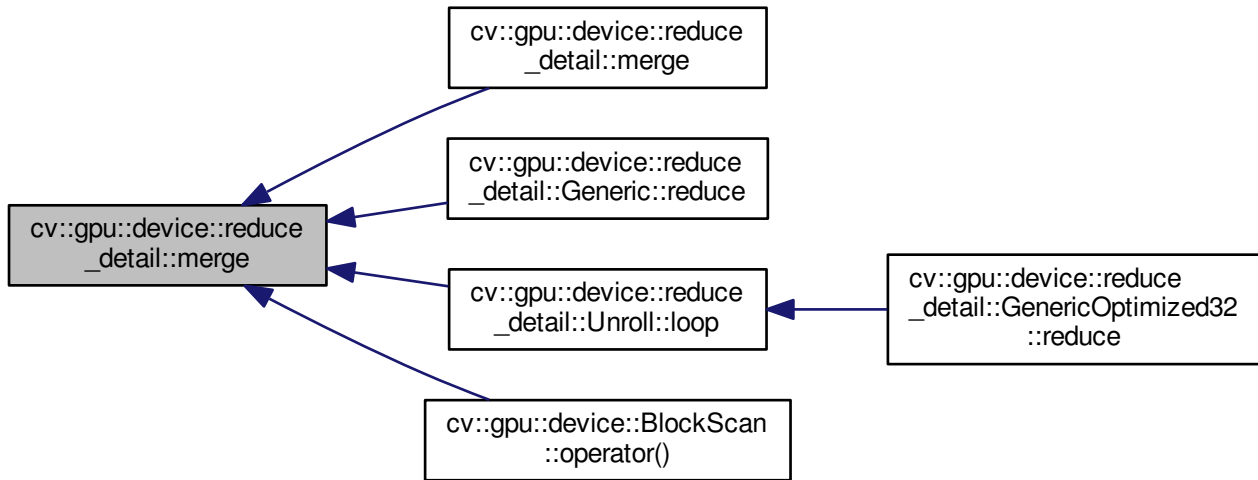 cv::gpu::device::reduce
_detail::merge
cv::gpu::device::reduce
_detail::merge
cv::gpu::device::reduce
_detail::Generic::reduce
cv::gpu::device::reduce
_detail::Unroll::loop
cv::gpu::device::reduce
_detail::GenericOptimized32
::reduce
cv::gpu::device::BlockScan
::operator()